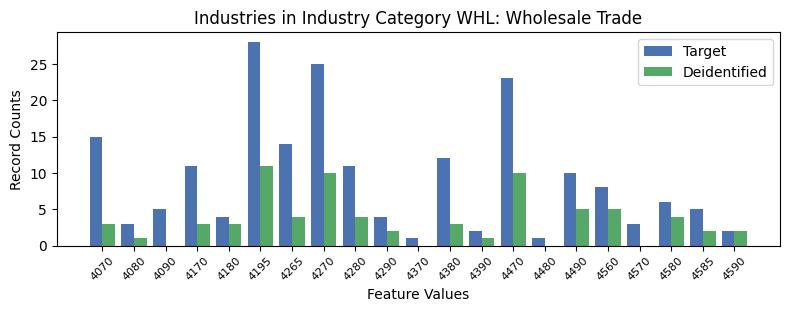 Industries in Industry Category WHL: Wholesale Trade
Target
Deidentified
Record Counts
25
20
15
10
5
0
4070 4080 4090 4170 4180 4195 4265 4270 4280 4290 4370 4380 4390 4470 4480 4490 4560 4570 4580 4585 4590
Feature Values